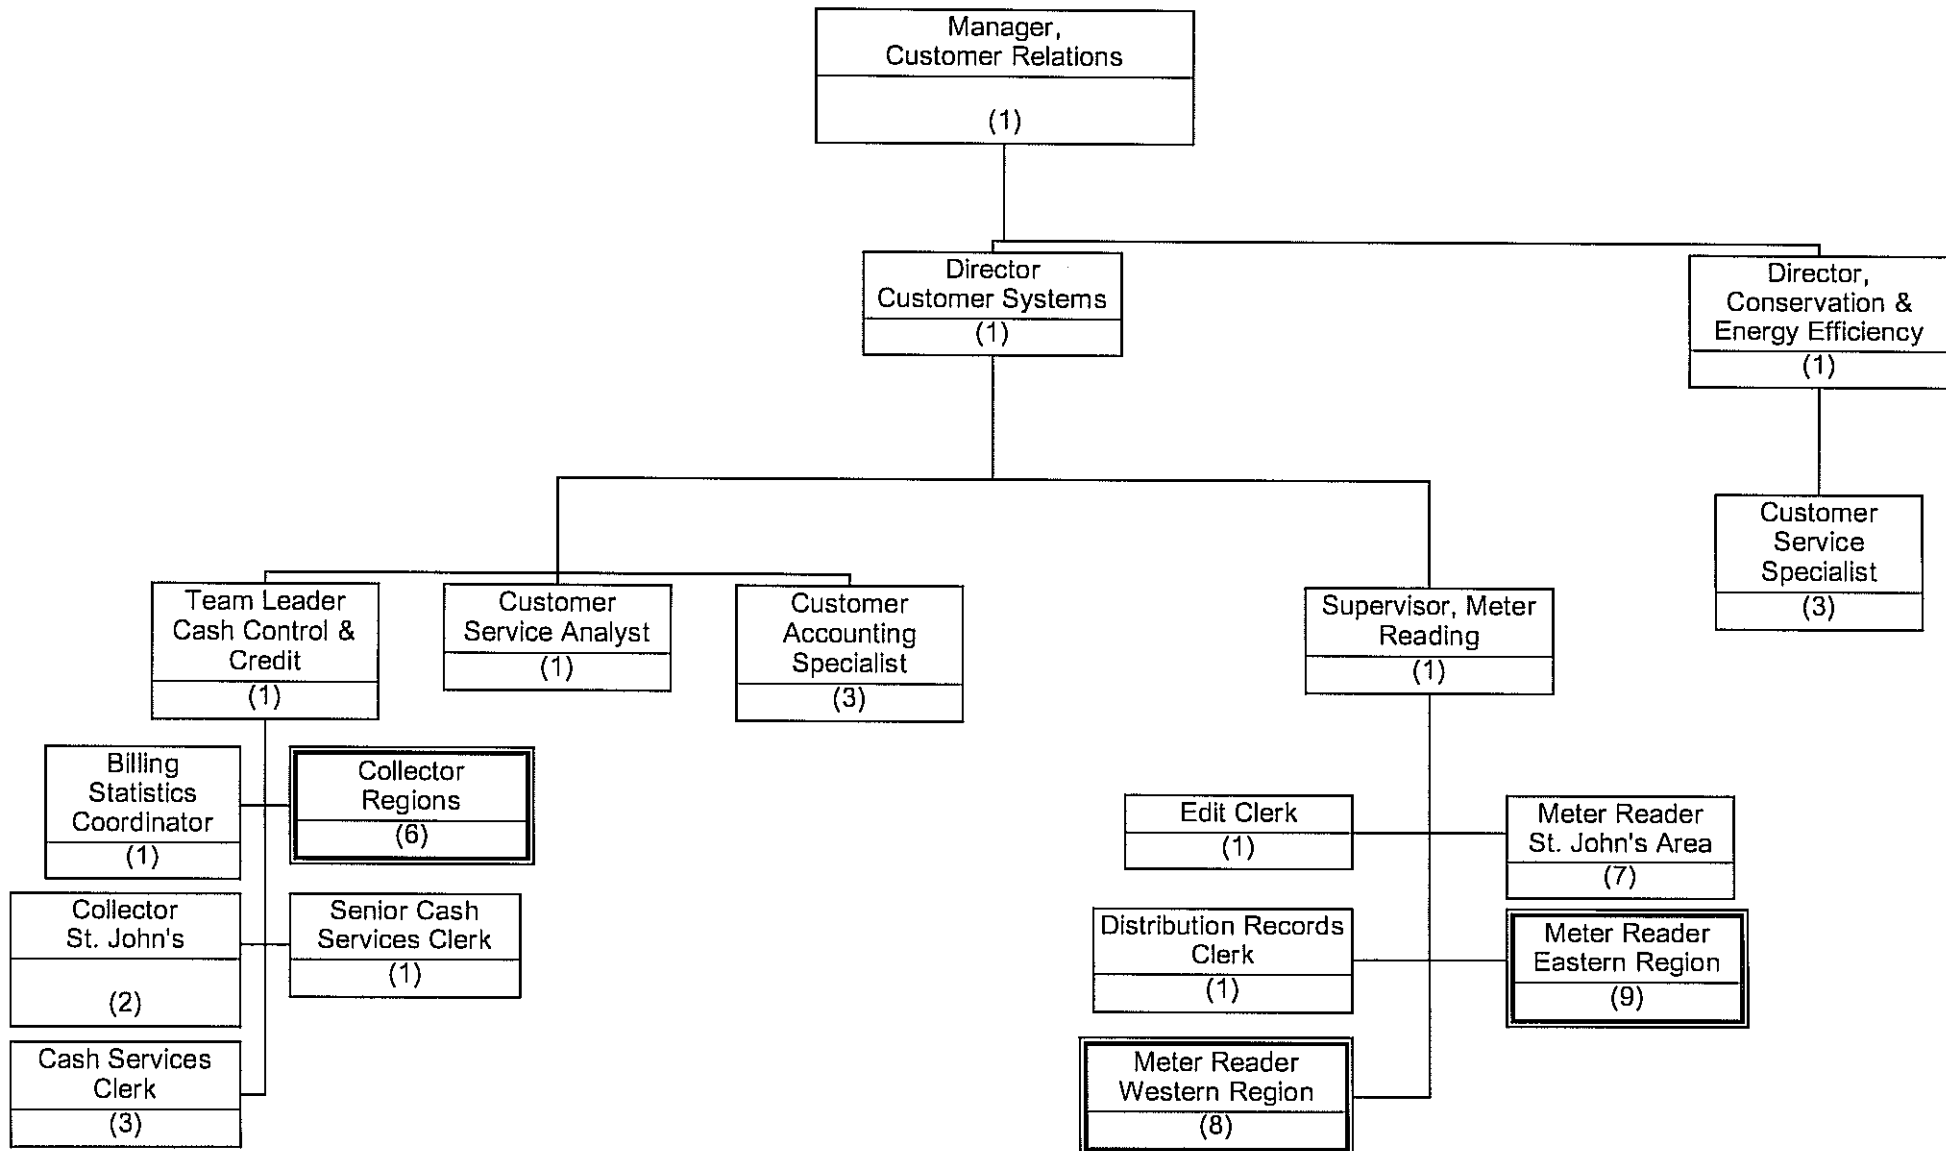 Manager,
Customer Relations
(1)
Director
Customer Systems
(1)
Director,
Conservation &
Energy Efficiency
(1)
Customer
Service
Specialist
(3)
Team Leader
Cash Control &
Credit
(1)
Customer
Service Analyst
(1)
Customer
Accounting
Specialist
(3)
Supervisor, Meter
Reading
(1)
Billing
Statistics
Coordinator
(1)
Collector
Regions
(6)
Collector
St. John's
(2)
Senior Cash
Services Clerk
(1)
Cash Services
Clerk
(3)
Edit Clerk
(1)
Meter Reader
St. John's Area
(7)
Distribution Records
Clerk
(1)
Meter Reader
Eastern Region
(9)
Meter Reader
Western Region
(8)